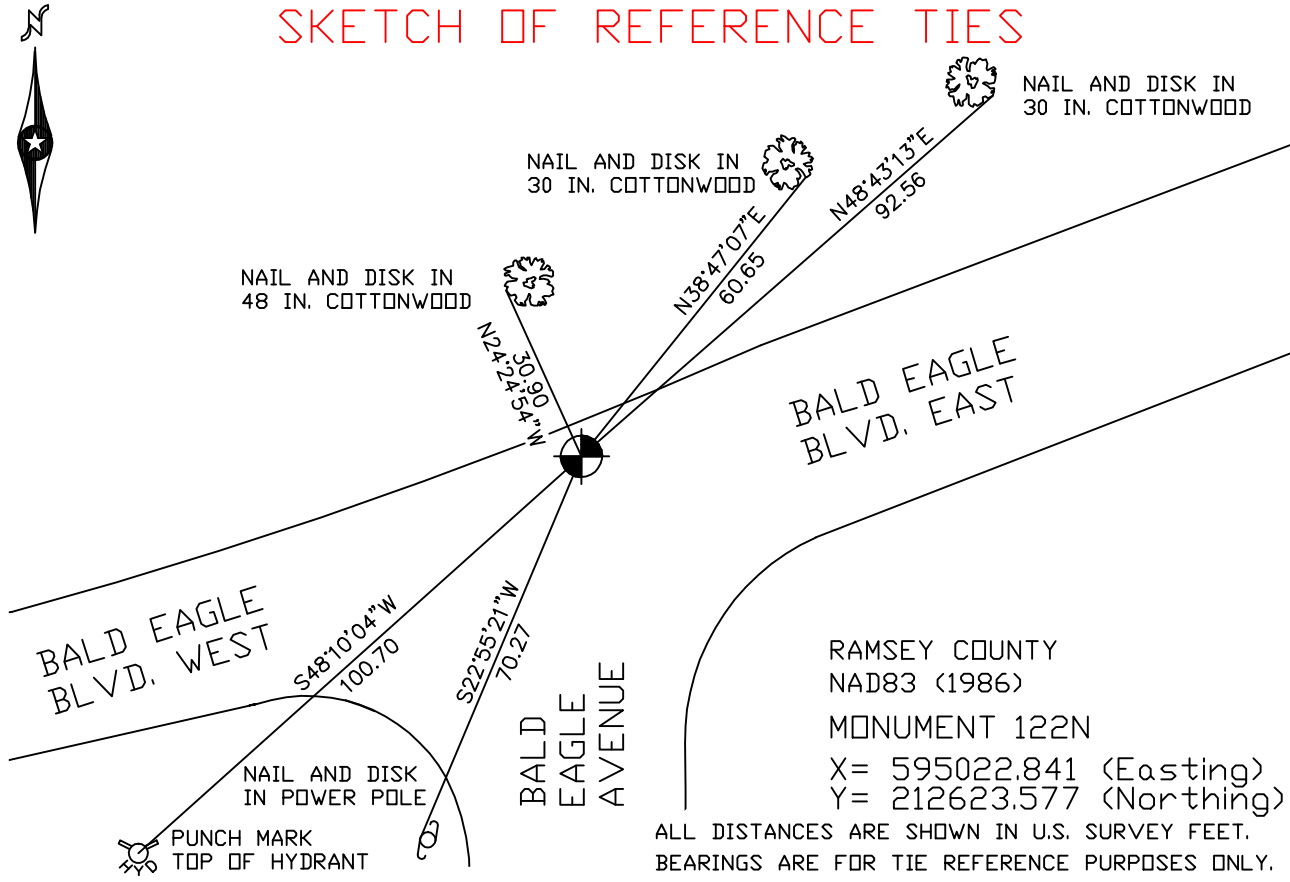 N
SKETCH OF REFERENCE TIES
NAIL AND DISK IN
30 IN. COTTONWOOD
NAIL AND DISK IN
30 IN. COTTONWOOD
N48°43'13"E
92.56
N38°47'07"E
60.65
NAIL AND DISK IN
48 IN. COTTONWOOD
30.90
N24°24'54"W
BALD EAGLE
BLVD. EAST
BALD EAGLE
BLVD. WEST
S48°10'04"W
100.70
S22°55'21"W
70.27
BALD
EAGLE
AVENUE
NAIL AND DISK
IN POWER POLE
PUNCH MARK
TOP OF HYDRANT
HYD
RAMSEY COUNTY
NAD83 (1986)
MONUMENT 122N
X= 595022.841 (Easting)
Y= 212623.577 (Northing)
ALL DISTANCES ARE SHOWN IN U.S. SURVEY FEET.
BEARINGS ARE FOR TIE REFERENCE PURPOSES ONLY.